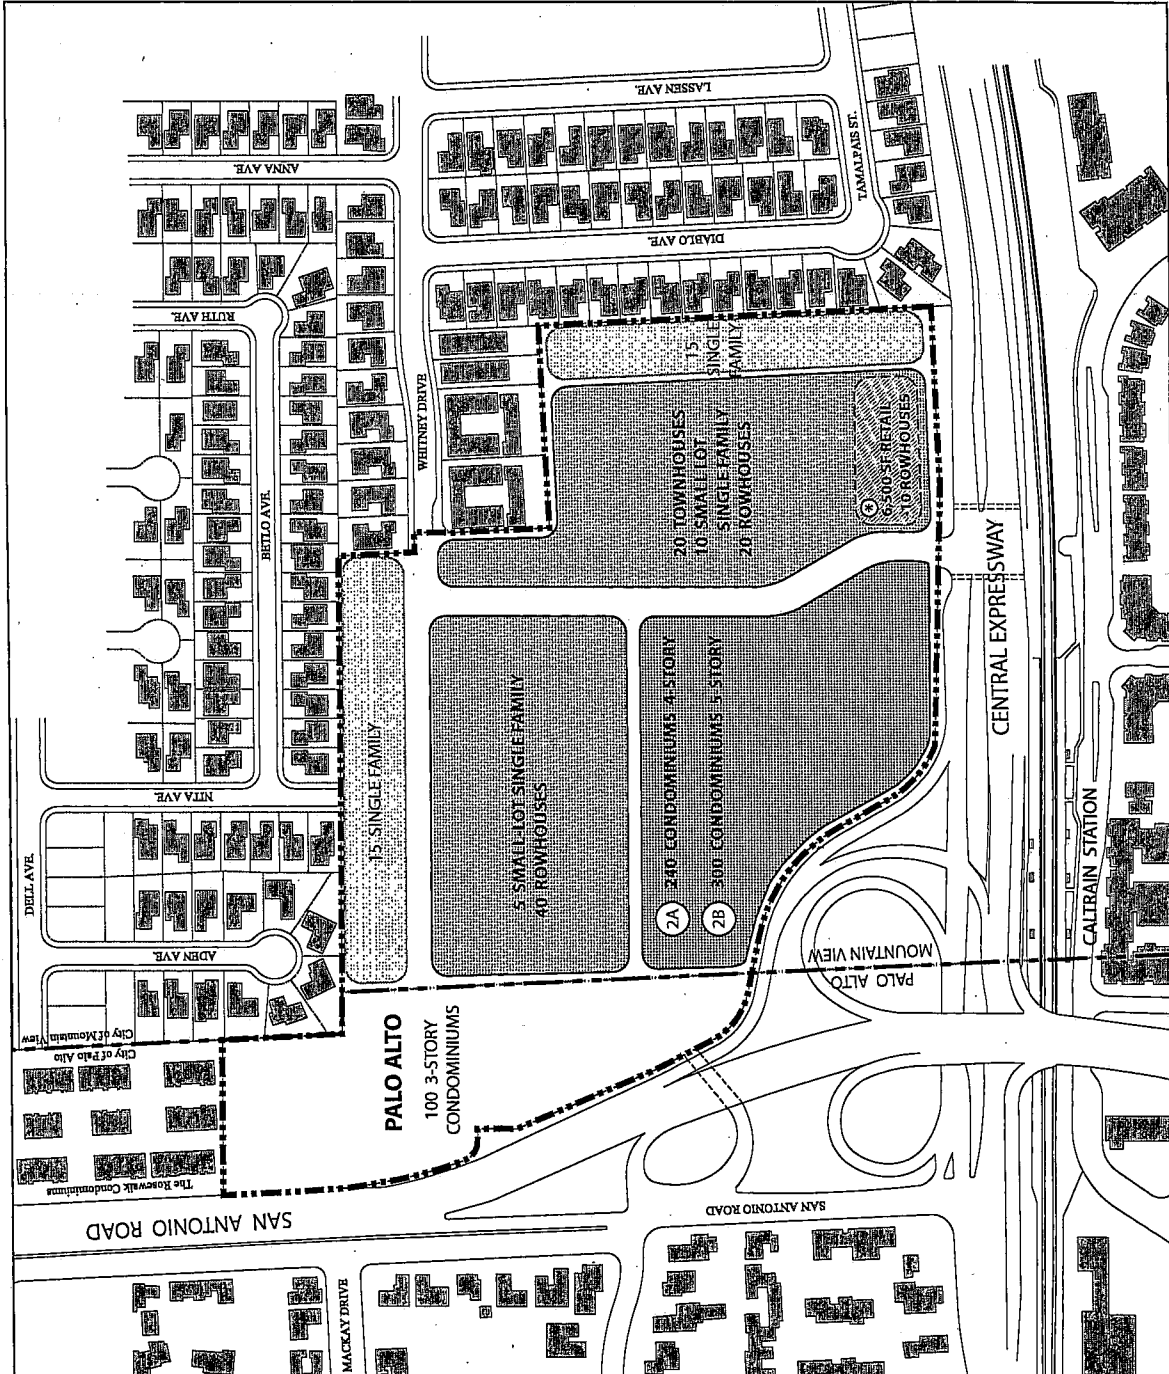 LASSEN AVE.
TAMALPAIS ST.
ANNA AVE.
DIABLO AVE.
RUTH AVE.
WHITNEY DRIVE
15
SINGLE
FAMILY
20 TOWNHOUSES
10 SMALL LOT
SINGLE FAMILY
20 ROWHOUSES
*
6,500 SF RETAIL
10 ROWHOUSES
BETLO AVE.
CENTRAL EXPRESSWAY
15 SINGLE FAMILY
5 SMALL-LOT SINGLE FAMILY
40 ROWHOUSES
2A
240 CONDOMINIUMS 4-STORY
2B
300 CONDOMINIUMS 5-STORY
NITA AVE.
DELL AVE.
ADEN AVE.
CALTRAIN STATION
MOUNTAIN VIEW
PALO ALTO
City of Mountain View
City of Palo Alto
PALO ALTO
100 3-STORY
CONDOMINIUMS
The Rosewalk Condominiums
SAN ANTONIO ROAD
SAN ANTONIO ROAD
MACKAY DRIVE